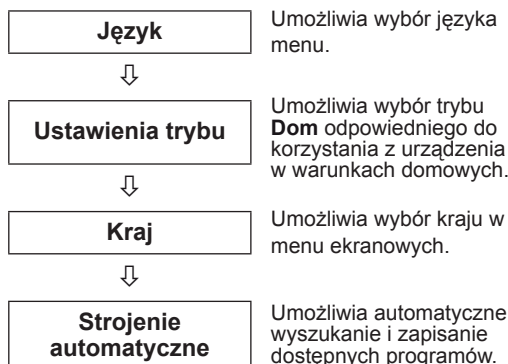 Język
Umożliwia wybór języka
menu.
Ustawienia trybu
Umożliwia wybór trybu
Dom odpowiedniego do
korzystania z urządzenia
w warunkach domowych.
Kraj
Umożliwia wybór kraju w
menu ekranowych.
Strojenie
automatyczne
Umożliwia automatyczne
wyszukanie i zapisanie
dostępnych programów.